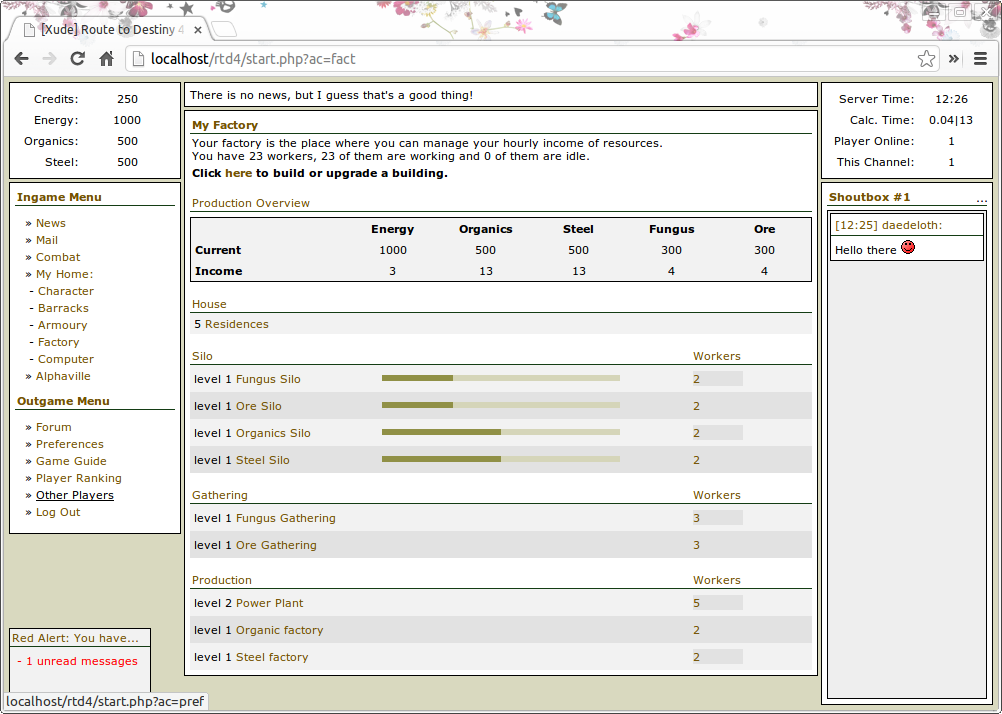 [Xude] Route to Destiny 4
localhost/rtd4/start.php?ac=fact
Credits: 250
Energy: 1000
Organics: 500
Steel: 500
Ingame Menu
» News
» Mail
» Combat
» My Home:
- Character
- Barracks
- Armoury
- Factory
- Computer
» Alphaville
Outgame Menu
» Forum
» Preferences
» Game Guide
» Player Ranking
» Other Players
» Log Out
Red Alert: You have...
- 1 unread messages
localhost/rtd4/start.php?ac=pref
There is no news, but I guess that's a good thing!
My Factory
Your factory is the place where you can manage your hourly income of resources.
You have 23 workers, 23 of them are working and 0 of them are idle.
Click here to build or upgrade a building.
Production Overview
Energy Organics Steel Fungus Ore
Current 1000 500 500 300 300
Income 3 13 13 4 4
House
5 Residences
Silo Workers
level 1 Fungus Silo 2
level 1 Ore Silo 2
level 1 Organics Silo 2
level 1 Steel Silo 2
Gathering Workers
level 1 Fungus Gathering 3
level 1 Ore Gathering 3
Production Workers
level 2 Power Plant 5
level 1 Organic factory 2
level 1 Steel factory 2
Server Time: 12:26
Calc. Time: 0.04|13
Player Online: 1
This Channel: 1
Shoutbox #1 ...
[12:25] daedeloth:
Hello there